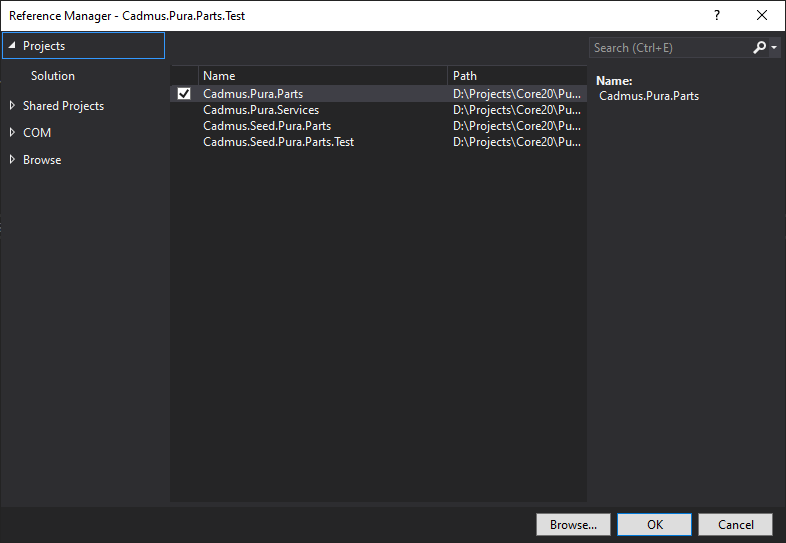 Reference Manager - Cadmus.Pura.Parts.Test
?
Projects
Solution
Shared Projects
COM
Browse
Name Path
Cadmus.Pura.Parts D:\Projects\Core20\Pu...
Cadmus.Pura.Services D:\Projects\Core20\Pu...
Cadmus.Seed.Pura.Parts D:\Projects\Core20\Pu...
Cadmus.Seed.Pura.Parts.Test D:\Projects\Core20\Pu...
Search (Ctrl+E)
Name:
Cadmus.Pura.Parts
Browse... OK Cancel